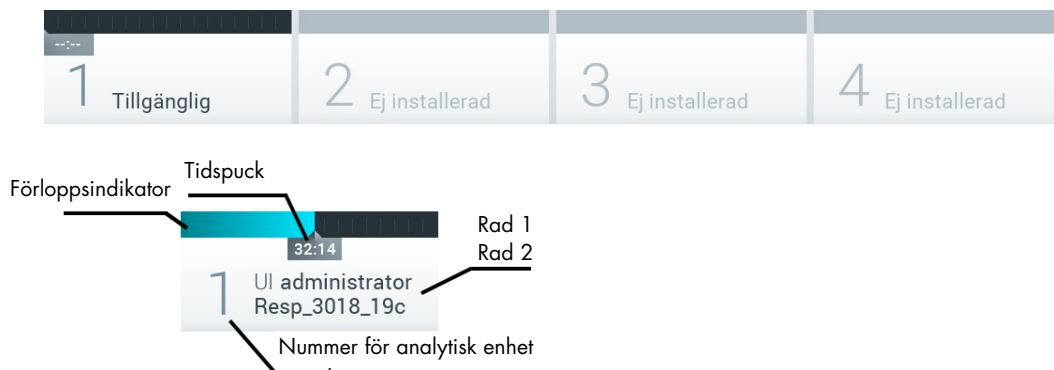 --:--
1 Tillgänglig
2 Ej installerad
3 Ej installerad
4 Ej installerad
Tidspuck
Förloppsindikator
Rad 1
Rad 2
32:14
1 UI administrator
Resp_3018_19c
Nummer för analytisk enhet